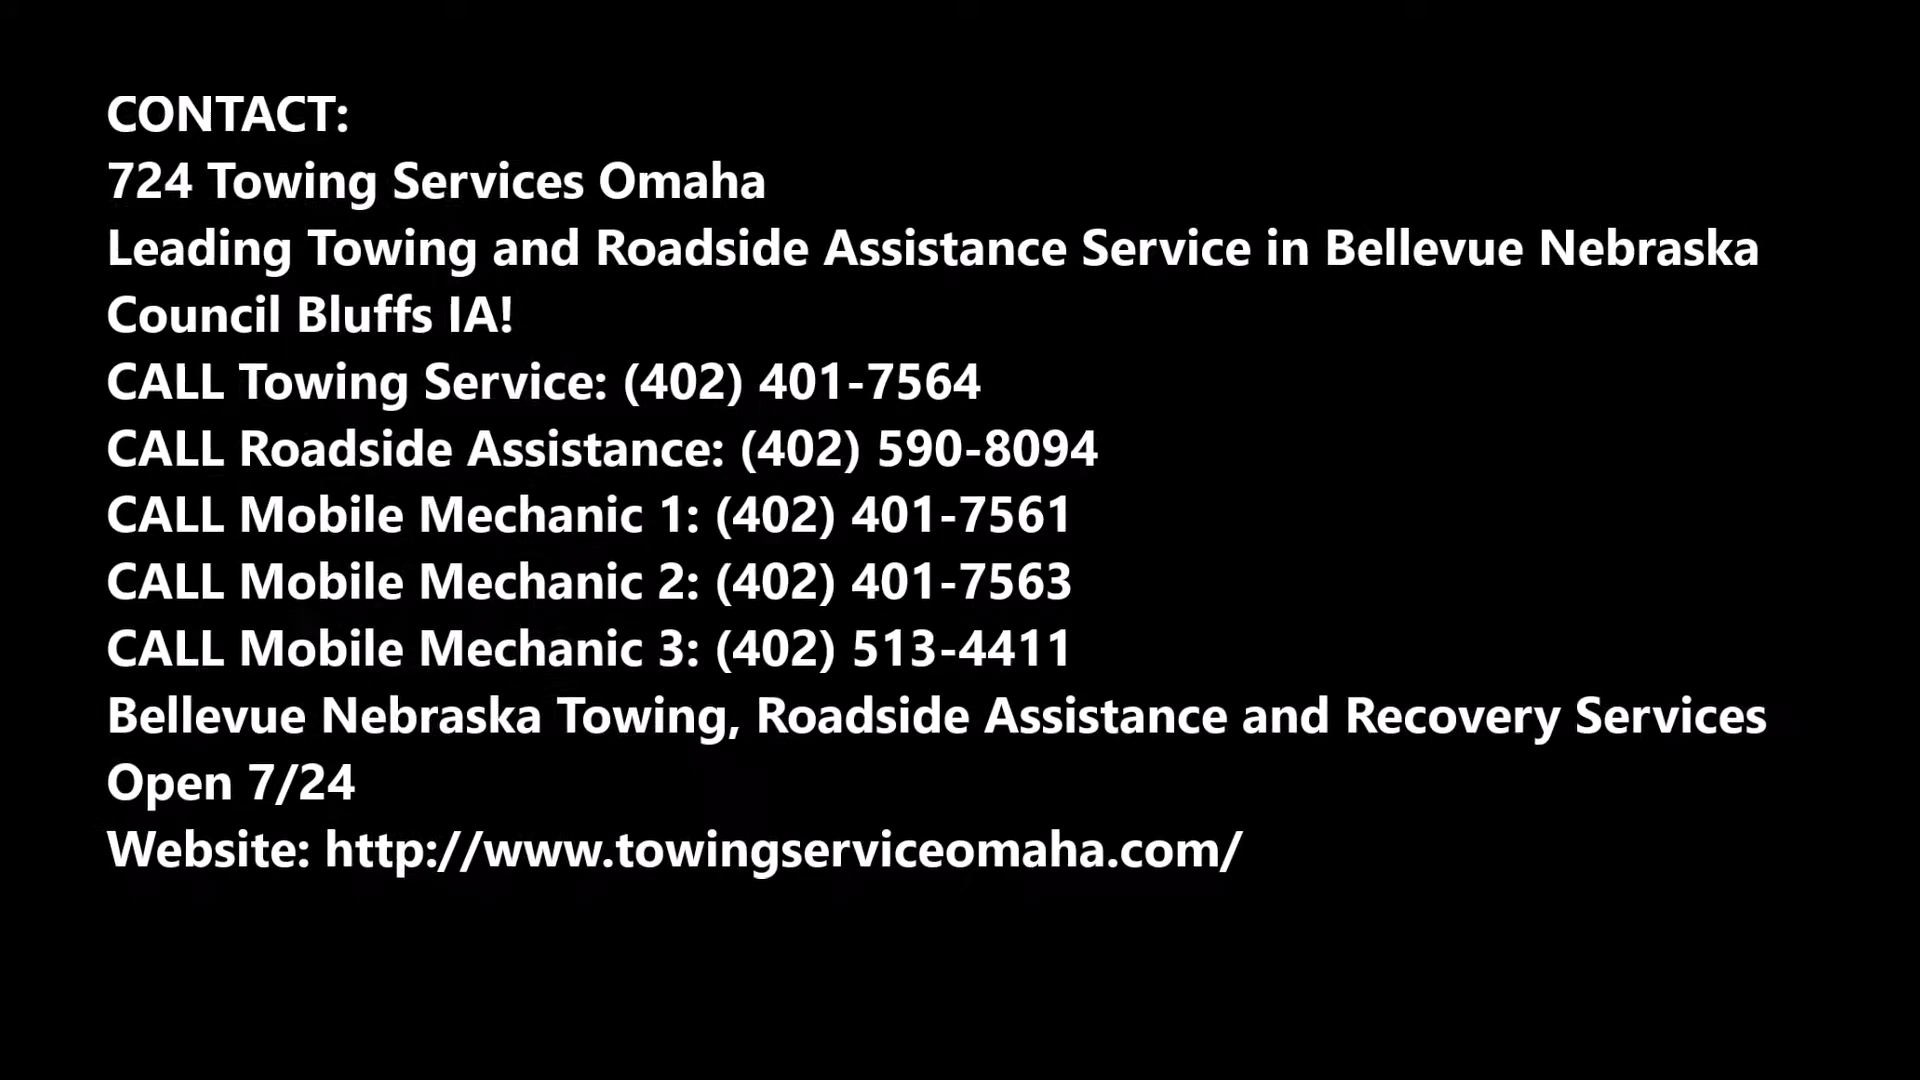 CONTACT:
724 Towing Services Omaha
Leading Towing and Roadside Assistance Service in Bellevue Nebraska
Council Bluffs IA!
CALL Towing Service: (402) 401-7564
CALL Roadside Assistance: (402) 590-8094
CALL Mobile Mechanic 1: (402) 401-7561
CALL Mobile Mechanic 2: (402) 401-7563
CALL Mobile Mechanic 3: (402) 513-4411
Bellevue Nebraska Towing, Roadside Assistance and Recovery Services
Open 7/24
Website: http://www.towingserviceomaha.com/